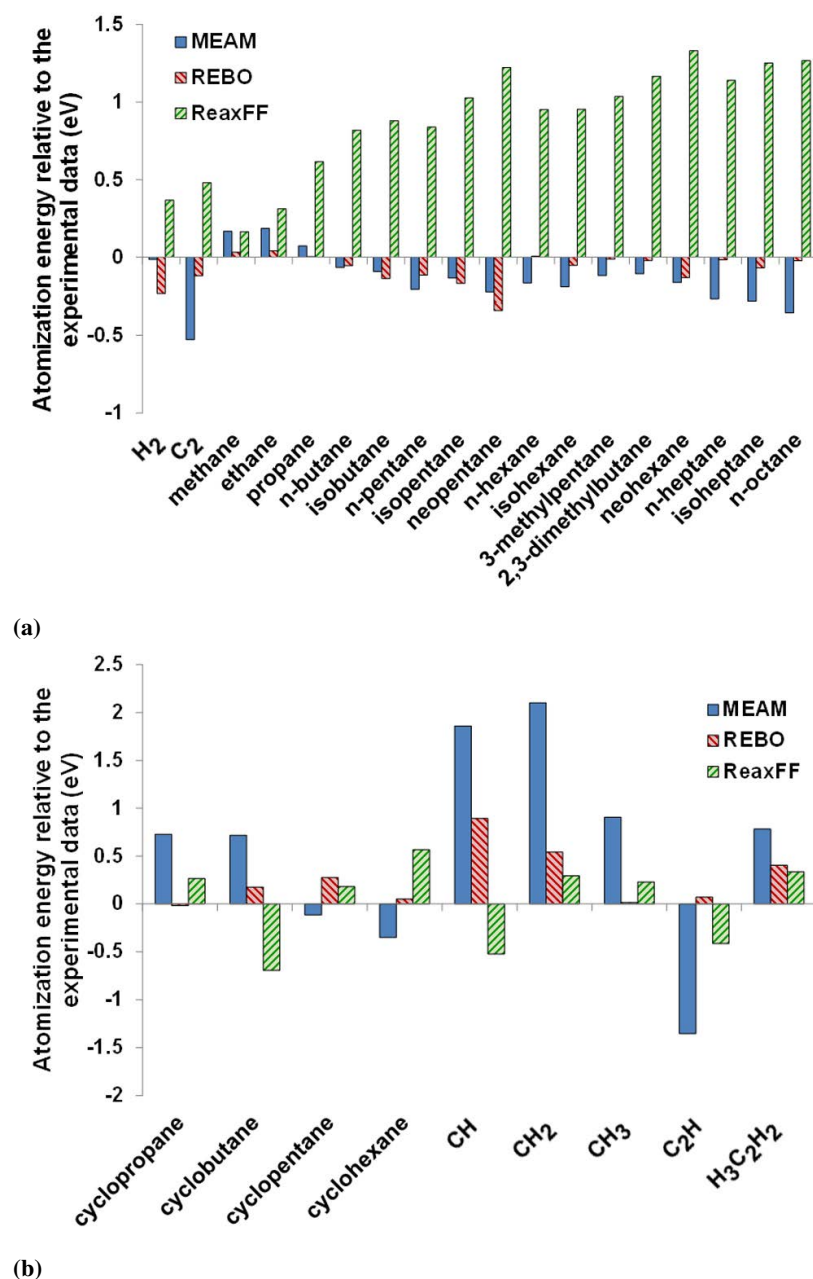 Atomization energy relative to the
experimental data (eV)
1.5
1
0.5
0
-0.5
-1
MEAM
REBO
ReaxFF
H2
C2
methane
ethane
propane
n-butane
isobutane
n-pentane
isopentane
neopentane
n-hexane
isohexane
3-methylpentane
2,3-dimethylbutane
neohexane
n-heptane
isoheptane
n-octane
(a)
Atomization energy relative to the
experimental data (eV)
2.5
2
1.5
1
0.5
0
-0.5
-1
-1.5
-2
MEAM
REBO
ReaxFF
cyclopropane
cyclobutane
cyclopentane
cyclohexane
CH
CH2
CH3
C2H
H3C2H2
(b)